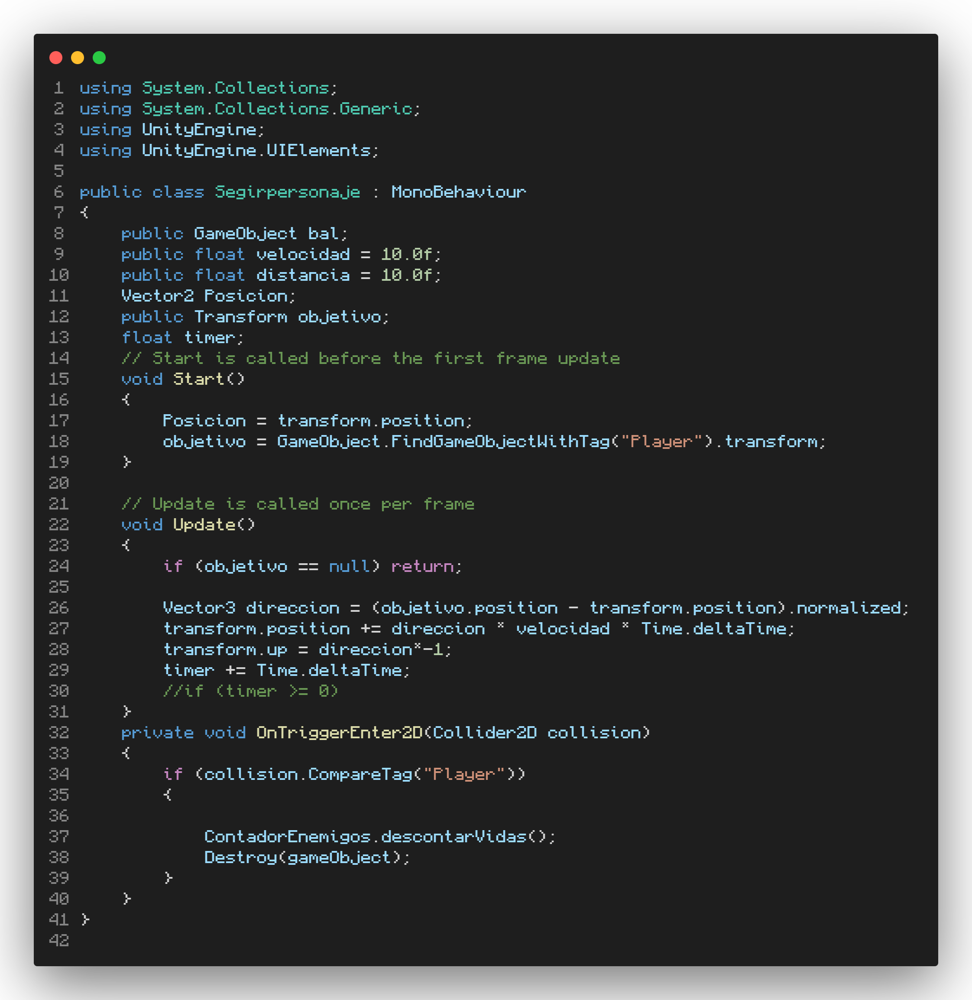 1 using System.Collections;
2 using System.Collections.Generic;
3 using UnityEngine;
4 using UnityEngine.UIElements;
5
6 public class Segirpersonaje : MonoBehaviour
7 {
8     public GameObject bal;
9     public float velocidad = 10.0f;
10     public float distancia = 10.0f;
11     Vector2 Posicion;
12     public Transform objetivo;
13     float timer;
14     // Start is called before the first frame update
15     void Start()
16     {
17         Posicion = transform.position;
18         objetivo = GameObject.FindGameObjectWithTag("Player").transform;
19     }
20
21     // Update is called once per frame
22     void Update()
23     {
24         if (objetivo == null) return;
25
26         Vector3 direccion = (objetivo.position - transform.position).normalized;
27         transform.position += direccion * velocidad * Time.deltaTime;
28         transform.up = direccion*-1;
29         timer += Time.deltaTime;
30         //if (timer >= 0)
31     }
32     private void OnTriggerEnter2D(Collider2D collision)
33     {
34         if (collision.CompareTag("Player"))
35         {
36
37             ContadorEnemigos.descontarVidas();
38             Destroy(gameObject);
39         }
40     }
41 }
42